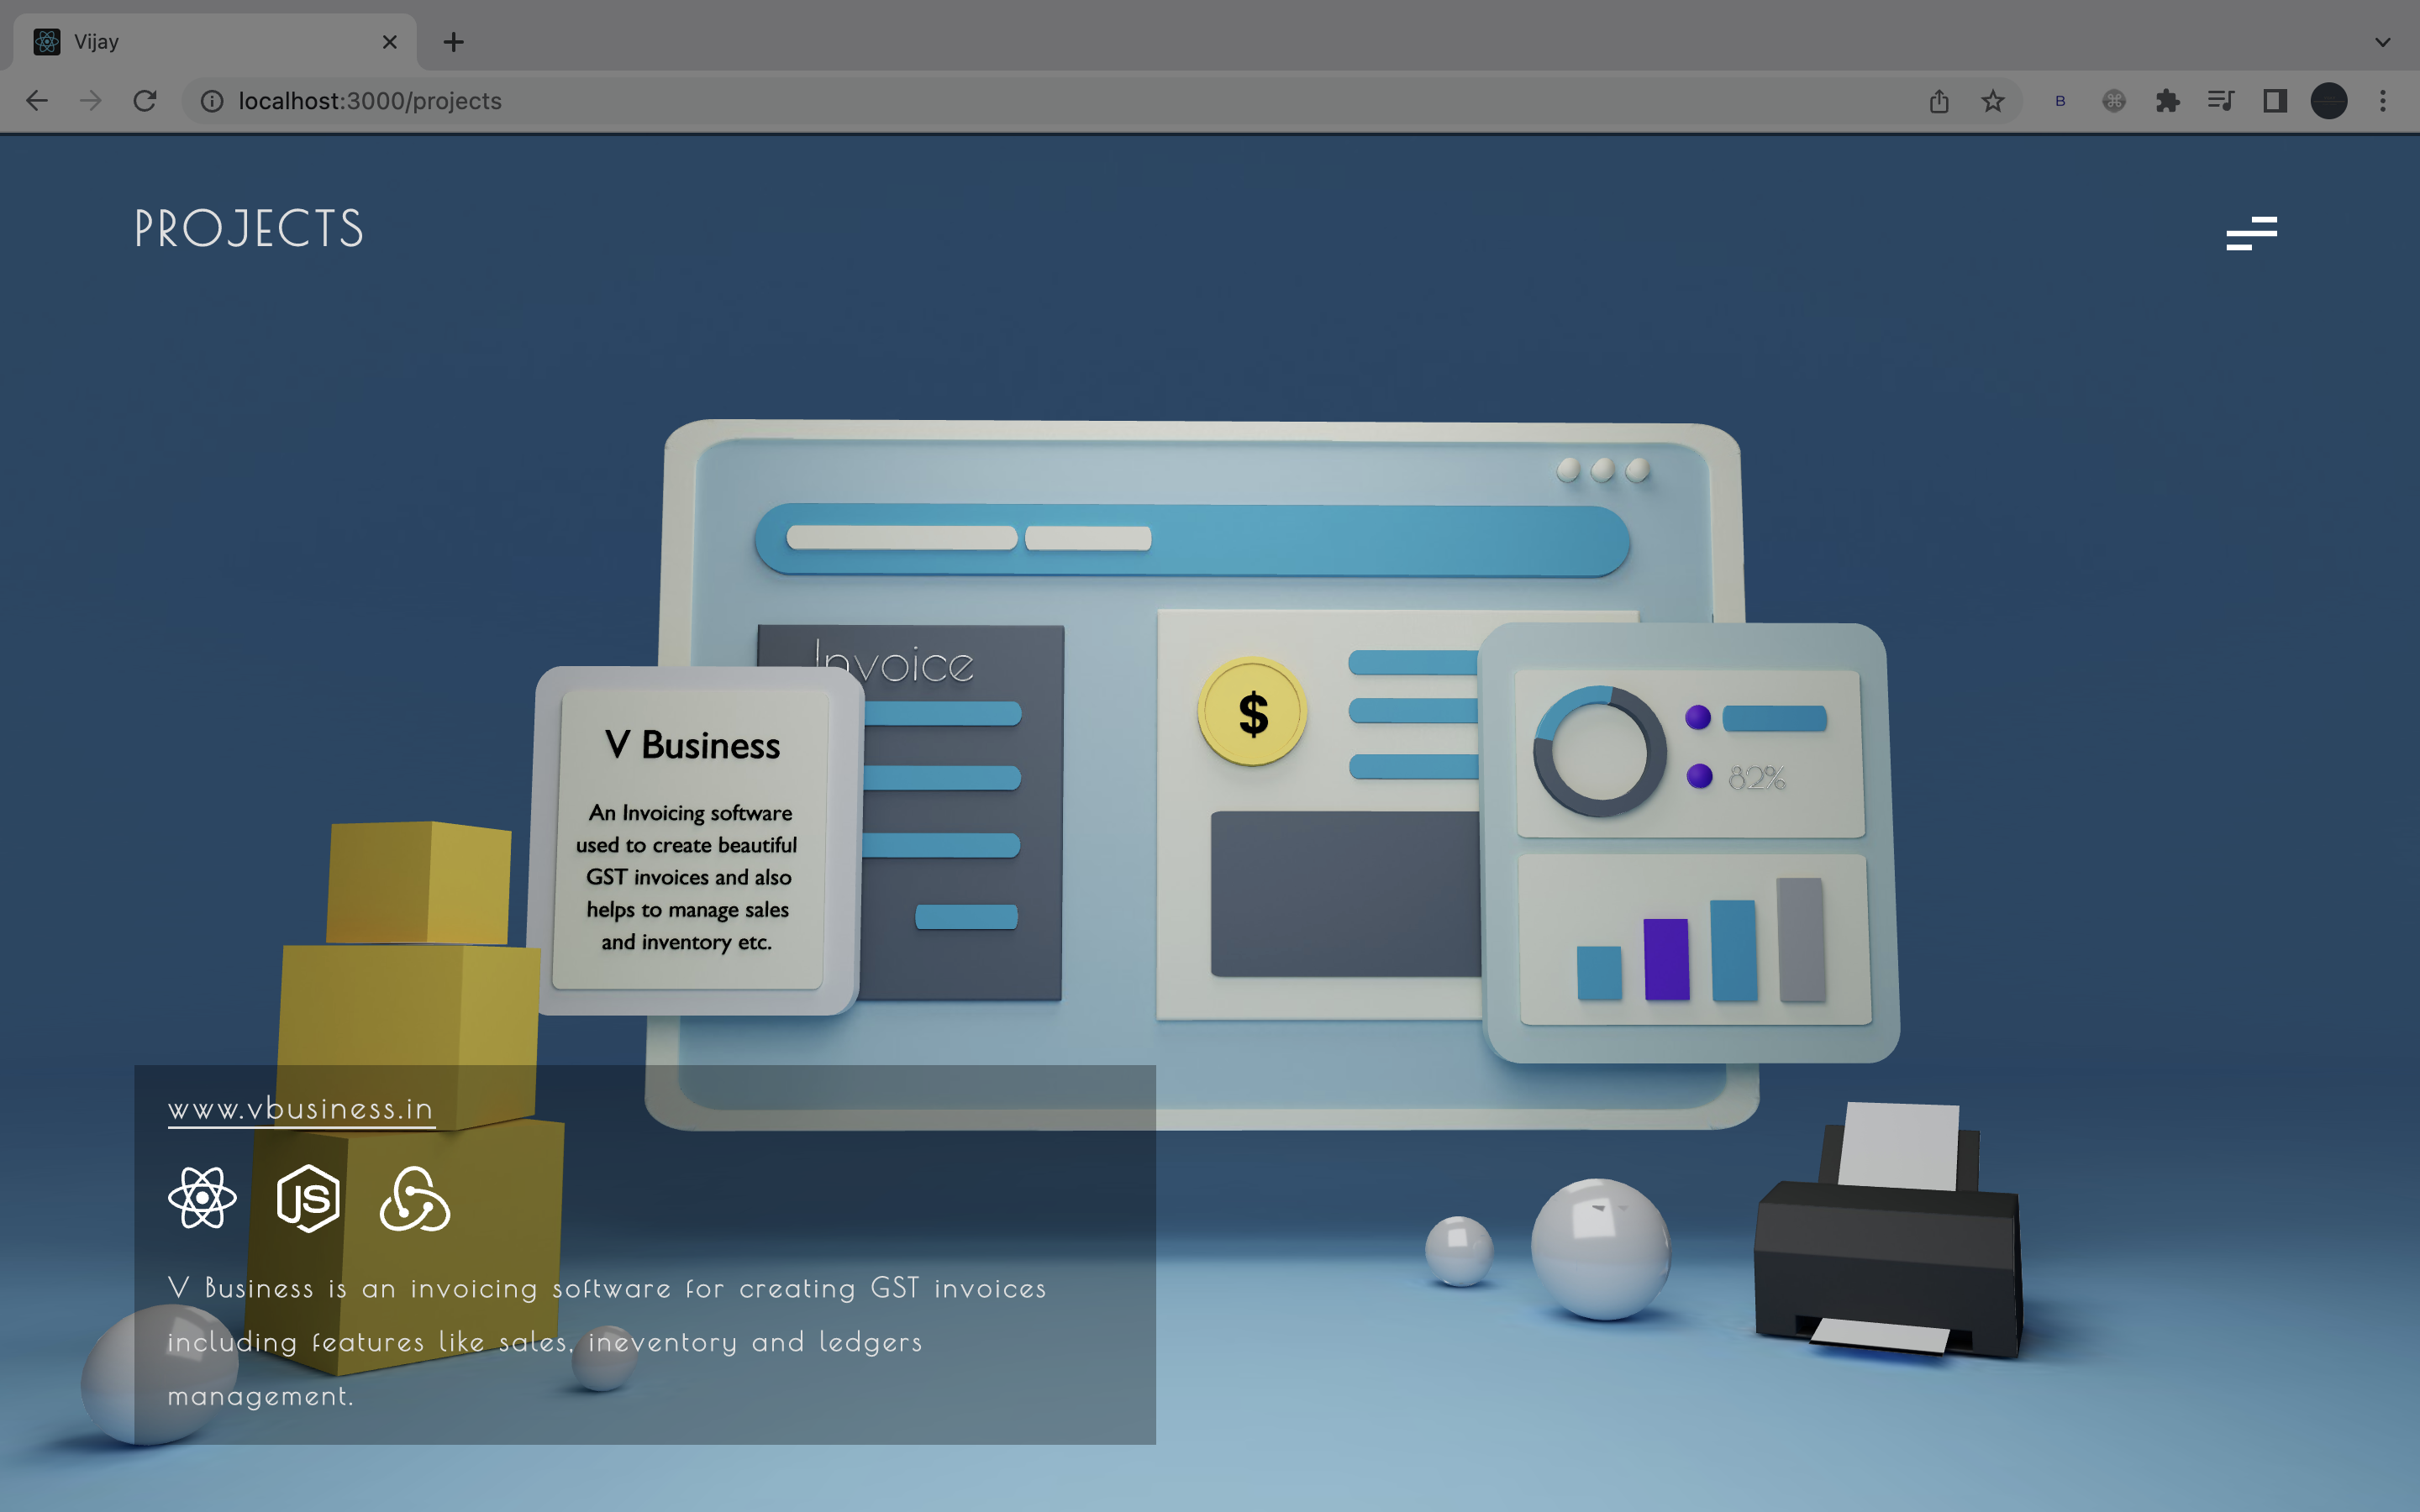 Vijay
localhost:3000/projects
B
PROJECTS
Invoice
V Business
An Invoicing software
used to create beautiful
GST invoices and also
helps to manage sales
and inventory etc.
$
82%
www.vbusiness.in
JS
V Business is an invoicing software for creating GST invoices
including features like sales, ineventory and ledgers
management.